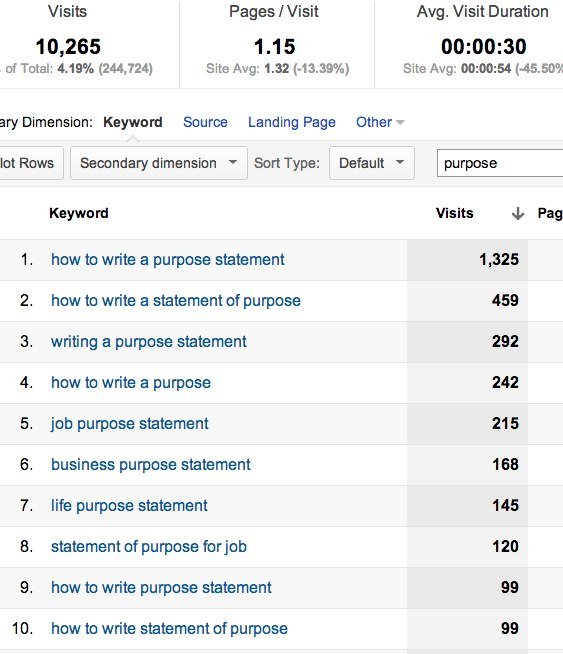 Visits Pages / Visit Avg. Visit Duration
10,265 1.15 00:00:30
of Total: 4.19% (244,724) Site Avg: 1.32 (-13.39%) Site Avg: 00:00:54 (-45.50%
ary Dimension: Keyword Source Landing Page Other
lot Rows Secondary dimension Sort Type: Default purpose
Keyword Visits Pag
1. how to write a purpose statement 1,325
2. how to write a statement of purpose 459
3. writing a purpose statement 292
4. how to write a purpose 242
5. job purpose statement 215
6. business purpose statement 168
7. life purpose statement 145
8. statement of purpose for job 120
9. how to write purpose statement 99
10. how to write statement of purpose 99